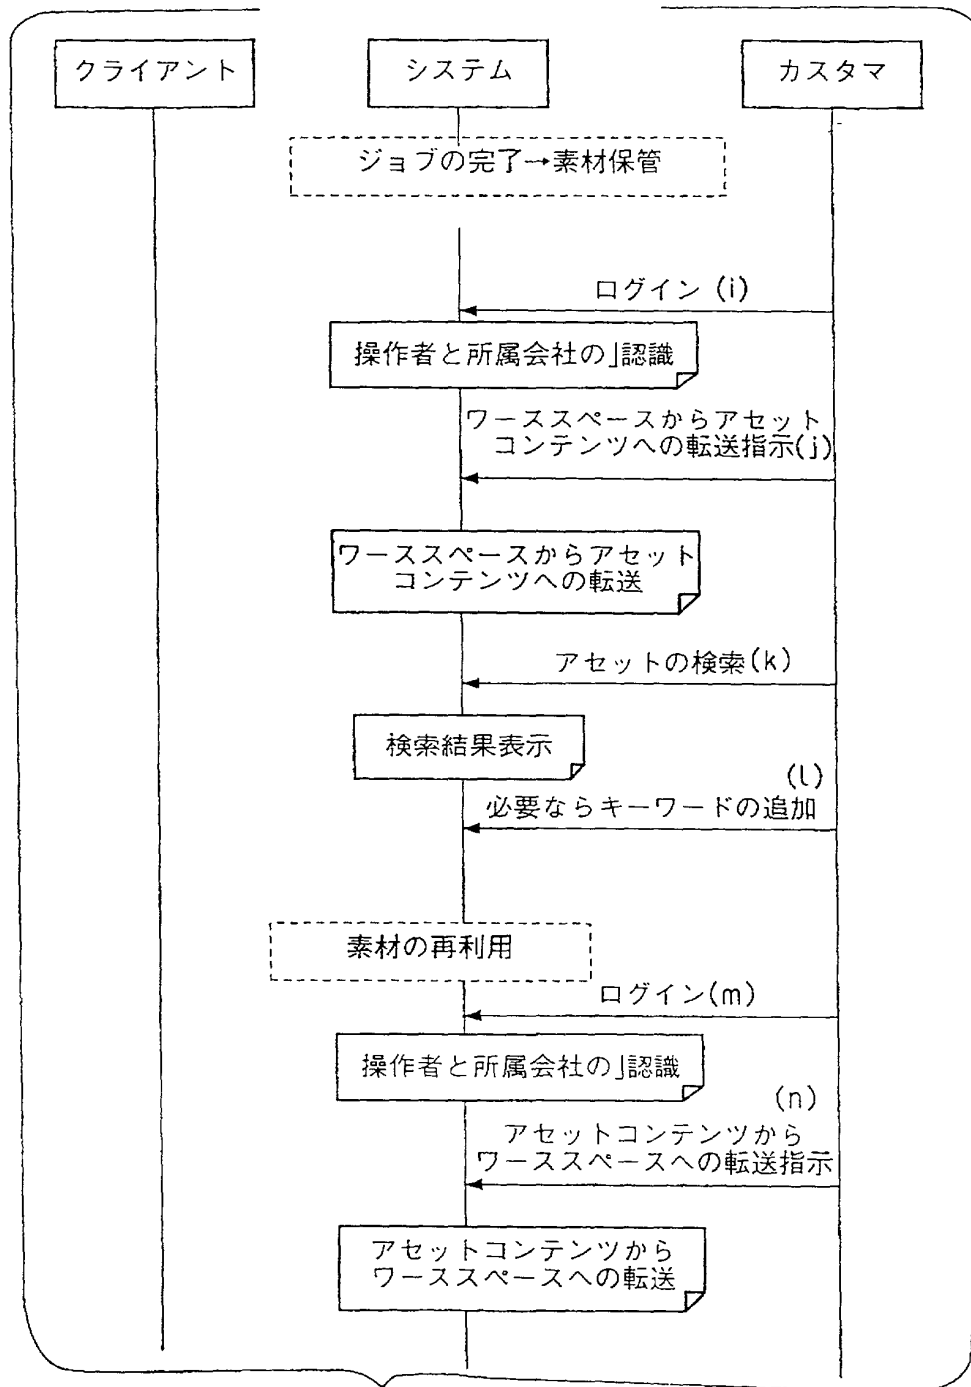 クライアント
システム
カスタマ
ジョブの完了→素材保管
ログイン (i)
操作者と所属会社の」認識
ワーススペースからアセット
コンテンツへの転送指示(j)
ワーススペースからアセット
コンテンツへの転送
アセットの検索(k)
検索結果表示
(l)
必要ならキーワードの追加
素材の再利用
ログイン(m)
操作者と所属会社の」認識
(n)
アセットコンテンツから
ワーススペースへの転送指示
アセットコンテンツから
ワーススペースへの転送